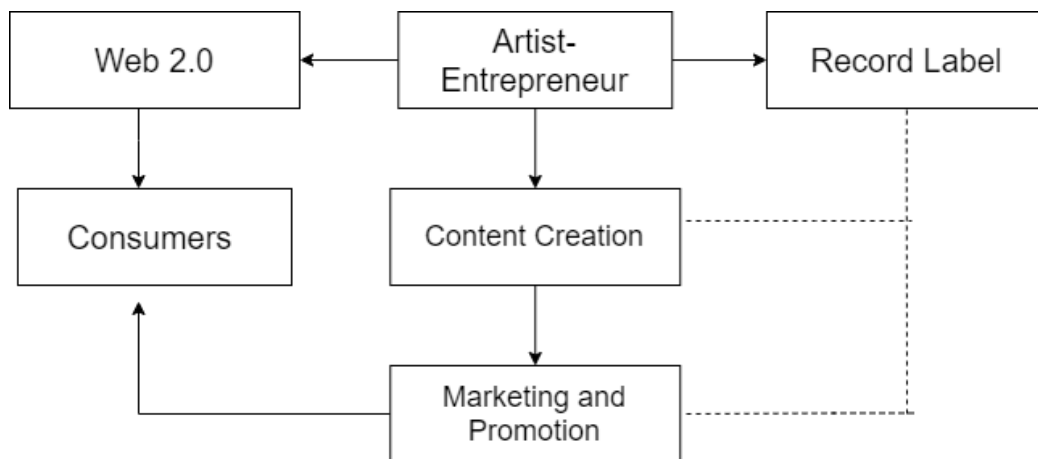 Web 2.0
Artist-
Entrepreneur
Record Label
Consumers
Content Creation
Marketing and
Promotion